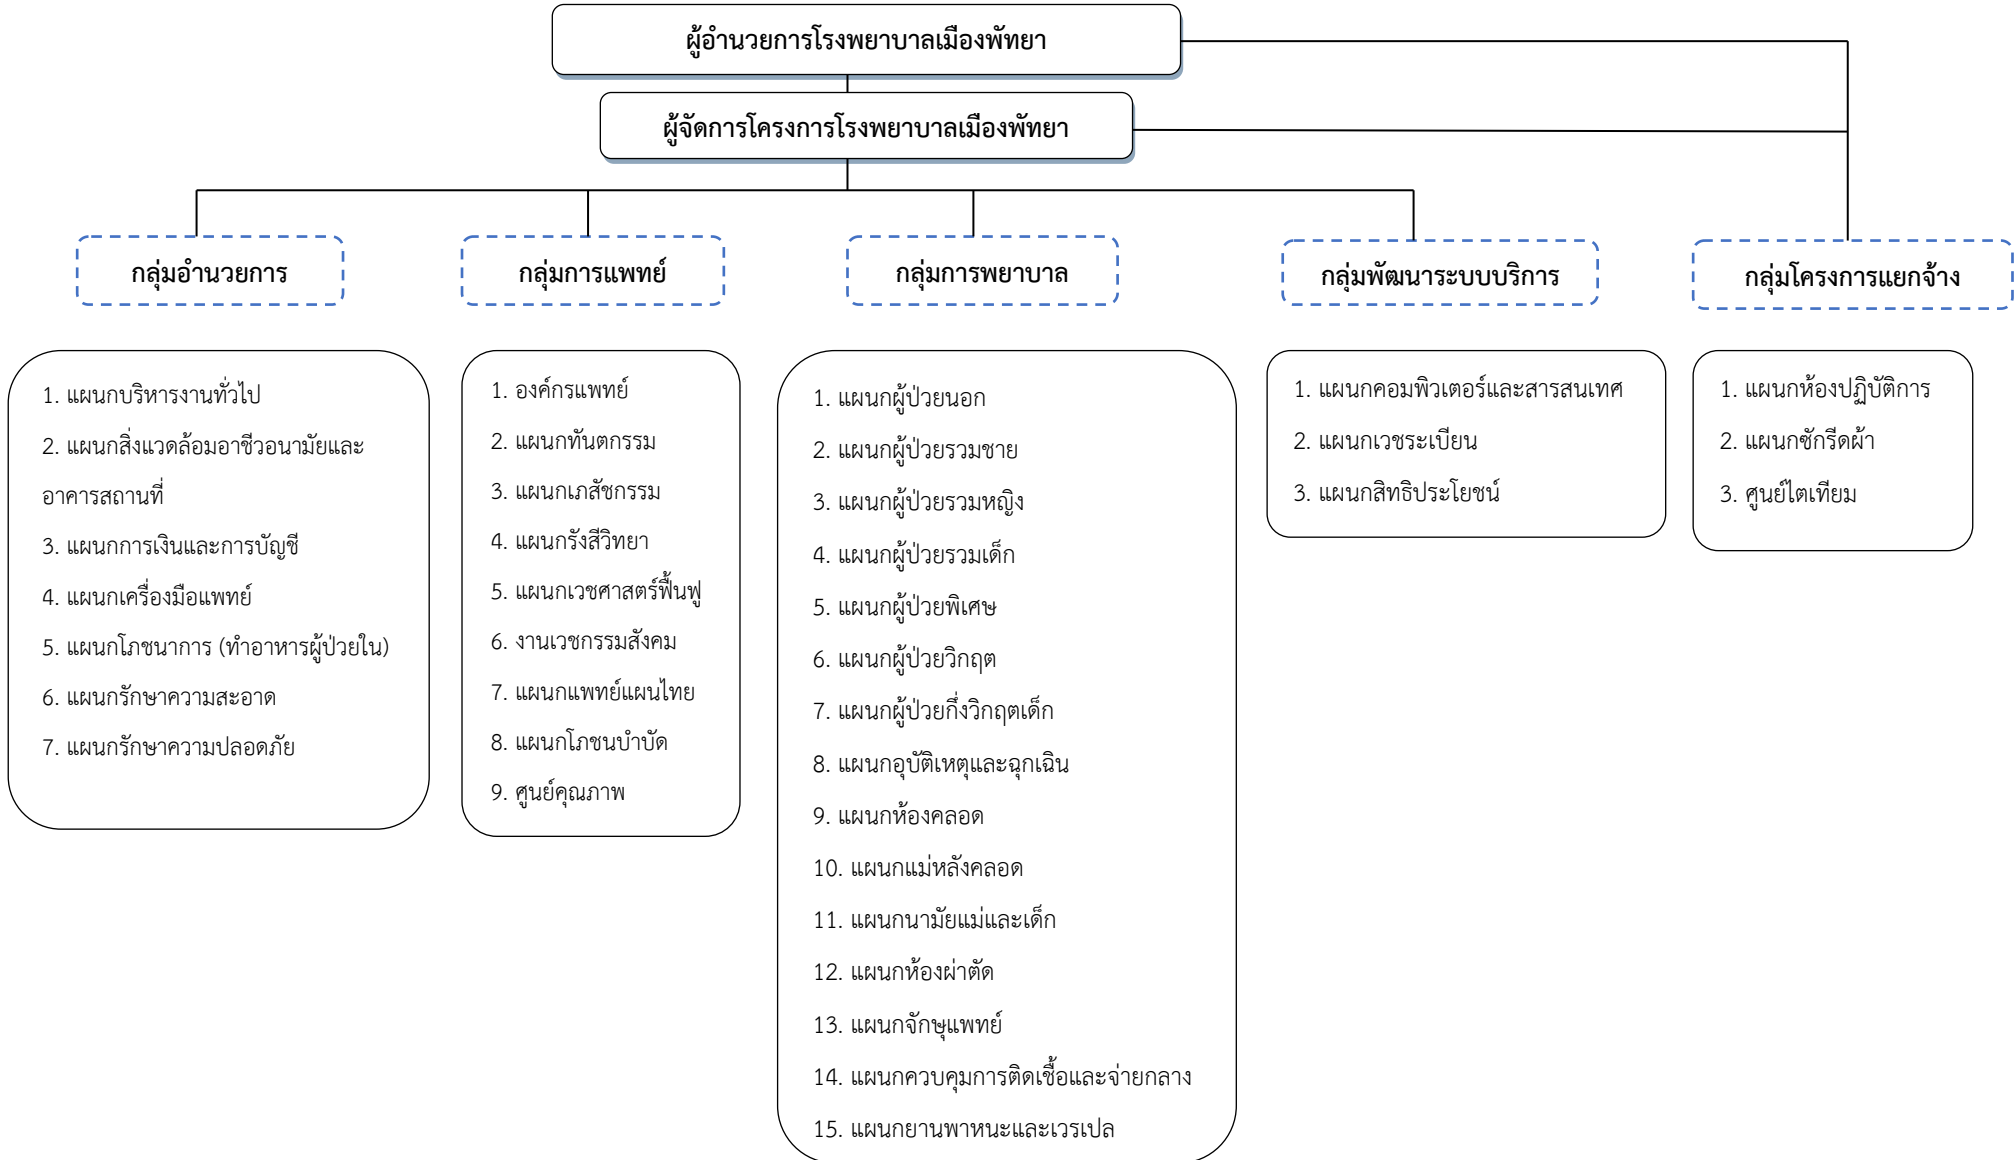 ผู้อำนวยการโรงพยาบาลเมืองพัทยา
ผู้จัดการโครงการโรงพยาบาลเมืองพัทยา
กลุ่มอำนวยการ
กลุ่มการแพทย์
กลุ่มการพยาบาล
กลุ่มพัฒนาระบบบริการ
กลุ่มโครงการแยกจ้าง
1. แผนกบริหารงานทั่วไป
2. แผนกสิ่งแวดล้อมอาชีวอนามัยและ
อาคารสถานที่
3. แผนกการเงินและการบัญชี
4. แผนกเครื่องมือแพทย์
5. แผนกโภชนาการ (ทำอาหารผู้ป่วยใน)
6. แผนกรักษาความสะอาด
7. แผนกรักษาความปลอดภัย
1. องค์กรแพทย์
2. แผนกทันตกรรม
3. แผนกเภสัชกรรม
4. แผนกรังสีวิทยา
5. แผนกเวชศาสตร์ฟื้นฟู
6. งานเวชกรรมสังคม
7. แผนกแพทย์แผนไทย
8. แผนกโภชนบำบัด
9. ศูนย์คุณภาพ
1. แผนกผู้ป่วยนอก
2. แผนกผู้ป่วยรวมชาย
3. แผนกผู้ป่วยรวมหญิง
4. แผนกผู้ป่วยรวมเด็ก
5. แผนกผู้ป่วยพิเศษ
6. แผนกผู้ป่วยวิกฤต
7. แผนกผู้ป่วยกึ่งวิกฤตเด็ก
8. แผนกอุบัติเหตุและฉุกเฉิน
9. แผนกห้องคลอด
10. แผนกแม่หลังคลอด
11. แผนกนามัยแม่และเด็ก
12. แผนกห้องผ่าตัด
13. แผนกจักษุแพทย์
14. แผนกควบคุมการติดเชื้อและจ่ายกลาง
15. แผนกยานพาหนะและเวรเปล
1. แผนกคอมพิวเตอร์และสารสนเทศ
2. แผนกเวชระเบียน
3. แผนกสิทธิประโยชน์
1. แผนกห้องปฏิบัติการ
2. แผนกซักรีดผ้า
3. ศูนย์ไตเทียม